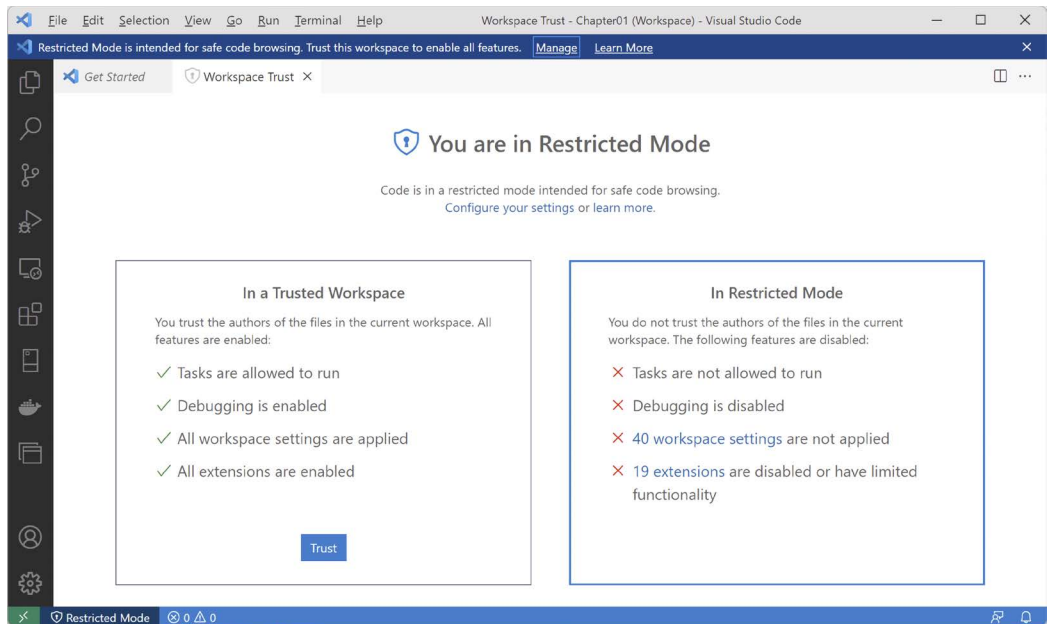 File Edit Selection View Go Run Terminal Help Workspace Trust - Chapter01 (Workspace) - Visual Studio Code
Restricted Mode is intended for safe code browsing. Trust this workspace to enable all features. Manage Learn More
Get Started Workspace Trust
You are in Restricted Mode
Code is in a restricted mode intended for safe code browsing.
Configure your settings or learn more.
In a Trusted Workspace
You trust the authors of the files in the current workspace. All
features are enabled:
Tasks are allowed to run
Debugging is enabled
All workspace settings are applied
All extensions are enabled
Trust
In Restricted Mode
You do not trust the authors of the files in the current
workspace. The following features are disabled:
Tasks are not allowed to run
Debugging is disabled
40 workspace settings are not applied
19 extensions are disabled or have limited
functionality
Restricted Mode 0 0